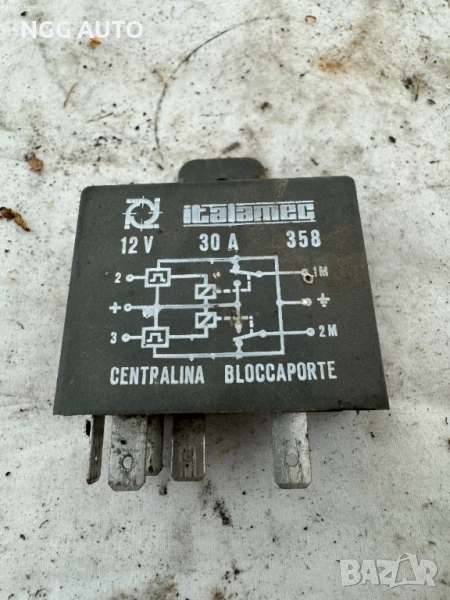 NGG AUTO
italamec
12 V 30 A 358
2 1M
+
3 2M
CENTRALINA BLOCCAPORTE
BAZAR